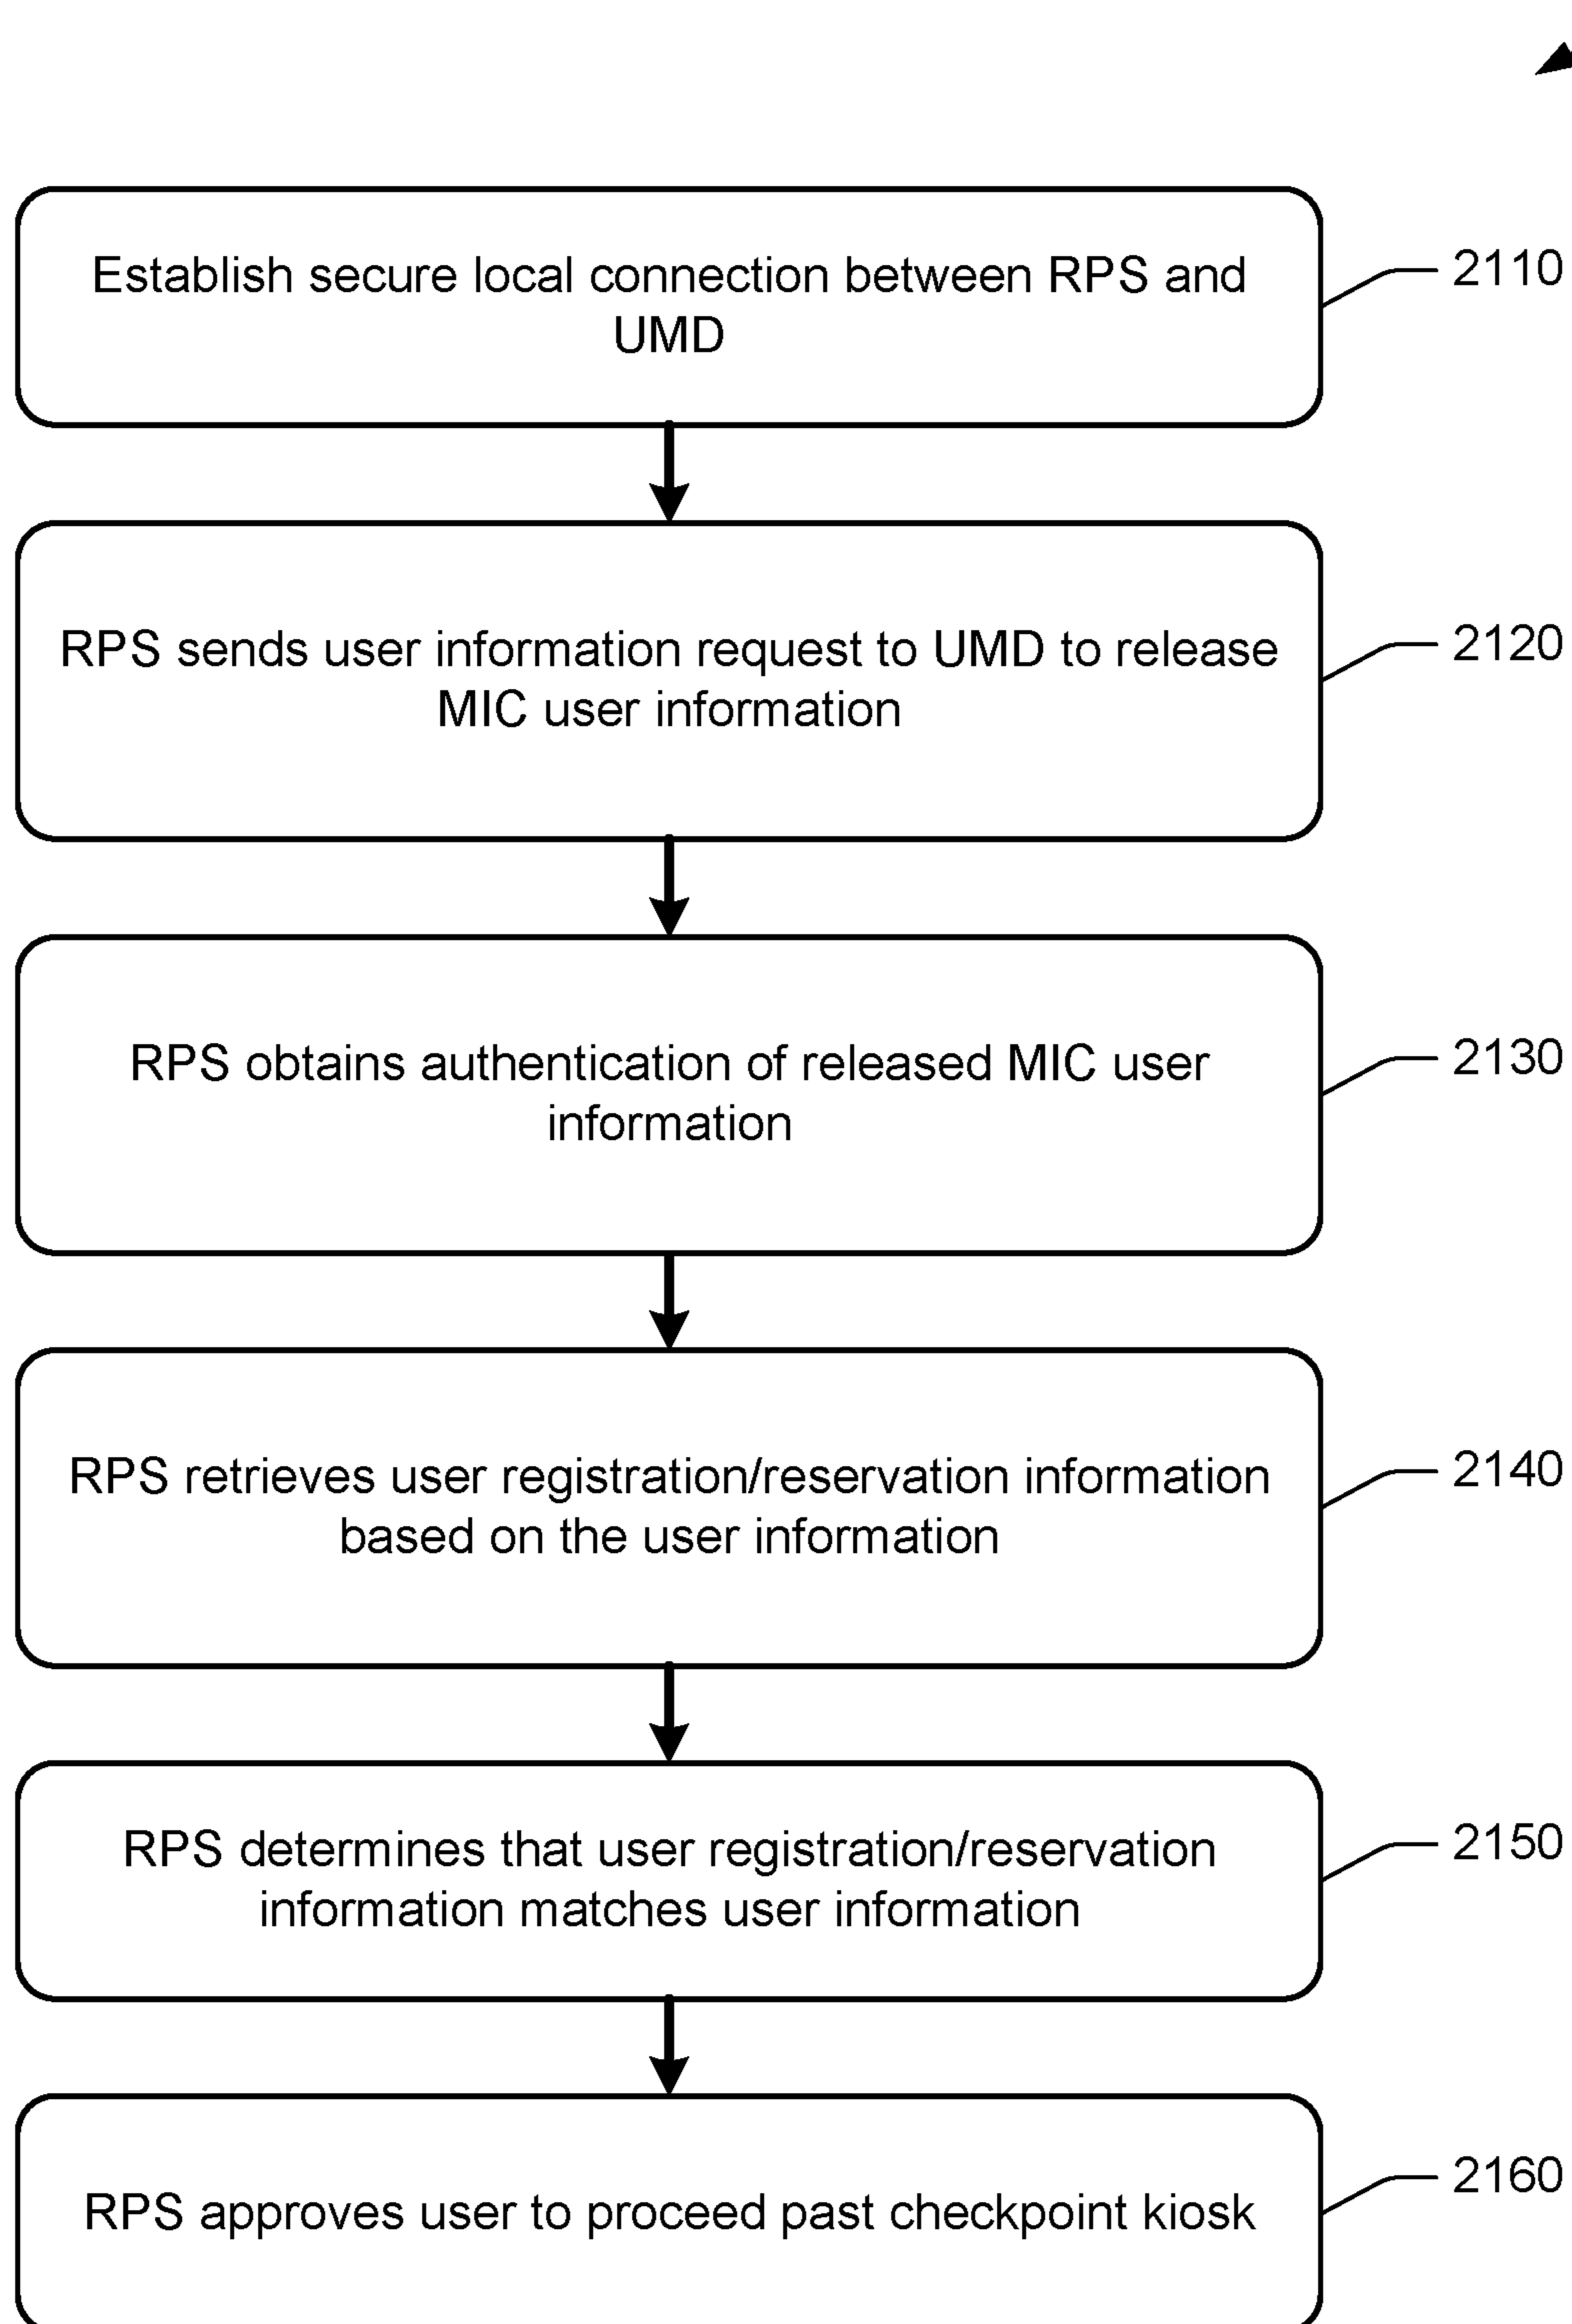 Establish secure local connection between RPS and
UMD
2110
RPS sends user information request to UMD to release
MIC user information
2120
RPS obtains authentication of released MIC user
information
2130
RPS retrieves user registration/reservation information
based on the user information
2140
RPS determines that user registration/reservation
information matches user information
2150
RPS approves user to proceed past checkpoint kiosk
2160